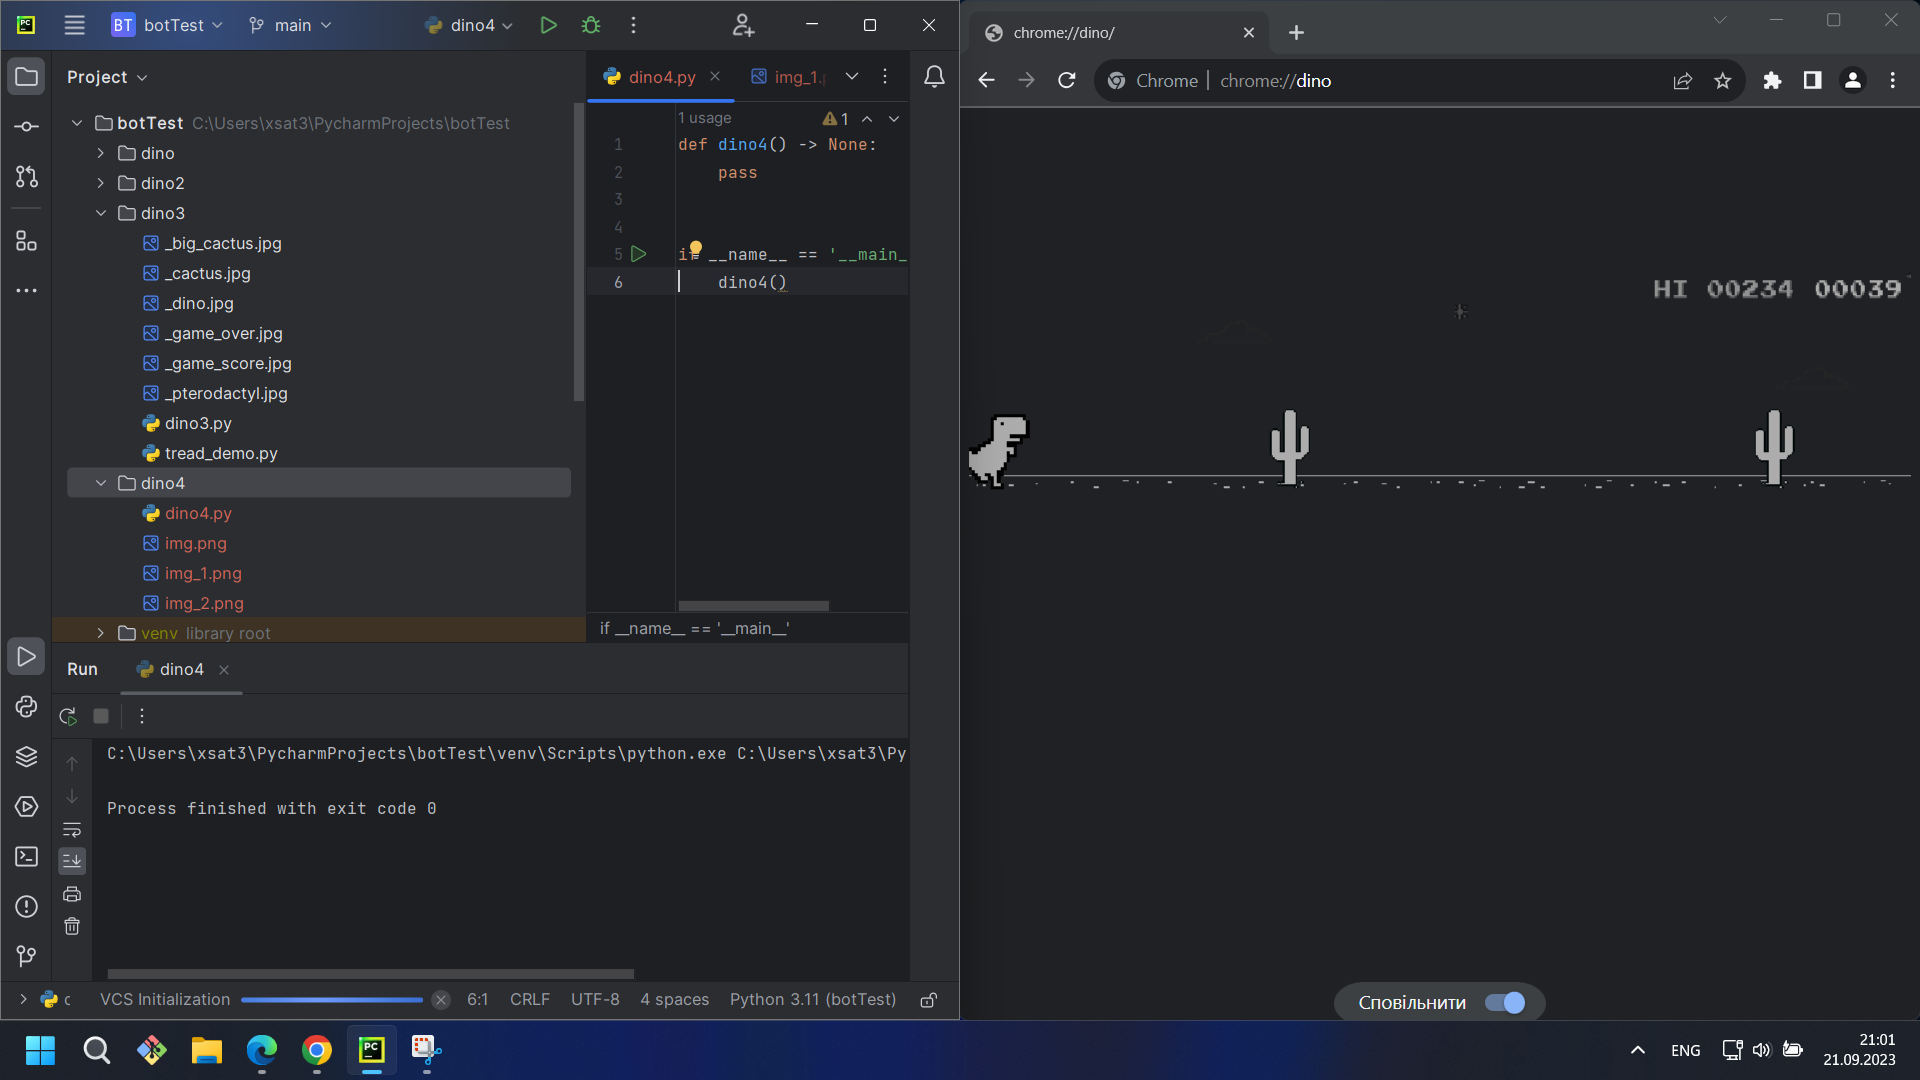 BT botTest main dino4
Project
botTest C:\Users\xsat3\PycharmProjects\botTest
dino
dino2
dino3
_big_cactus.jpg
_cactus.jpg
_dino.jpg
_game_over.jpg
_game_score.jpg
_pterodactyl.jpg
dino3.py
tread_demo.py
dino4
dino4.py
img.png
img_1.png
img_2.png
venv library root
dino4.py img_1.
1 usage
1
1 def dino4() -> None:
2 pass
3
4
5 if __name__ == '__main_
6 dino4()
if __name__ == '__main__'
Run dino4
C:\Users\xsat3\PycharmProjects\botTest\venv\Scripts\python.exe C:\Users\xsat3\Py
Process finished with exit code 0
VCS Initialization 6:1 CRLF UTF-8 4 spaces Python 3.11 (botTest)
chrome://dino/
Chrome | chrome://dino
HI 00234 00039
Сповільнити
PC
ENG
21:01
21.09.2023